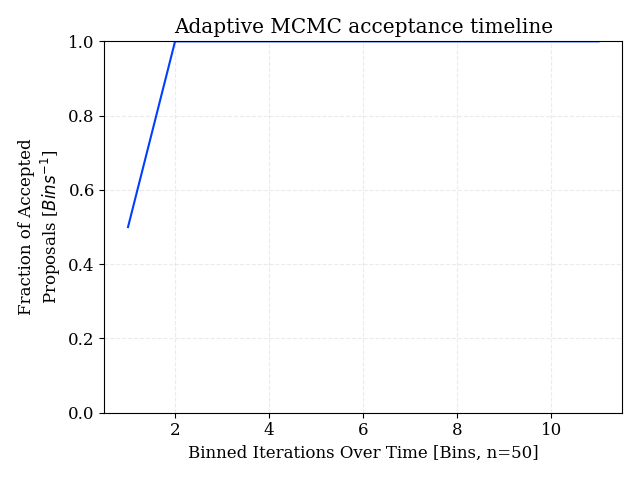 Adaptive MCMC acceptance timeline
1.0
0.8
0.6
0.4
0.2
0.0
Fraction of Accepted
Proposals [$Bins^{-1}$]
2 4 6 8 10
Binned Iterations Over Time [Bins, n=50]